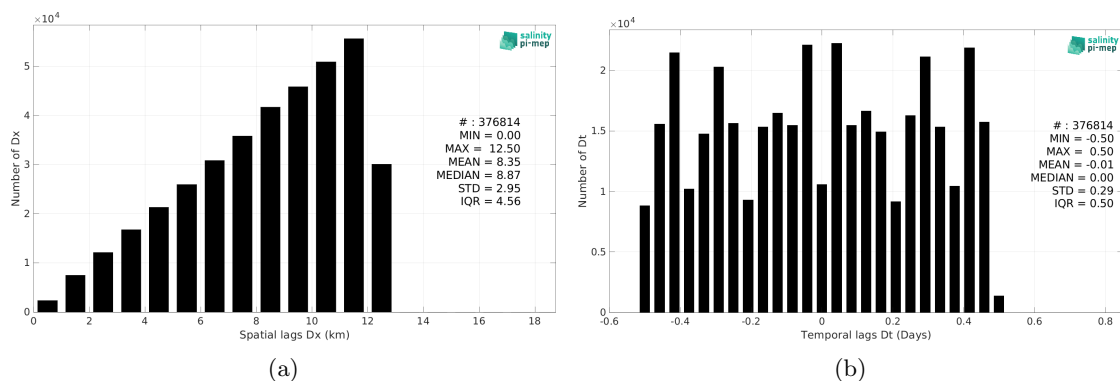 ×10⁴
5
4
3
2
1
0
Number of Dx
0 2 4 6 8 10 12 14 16 18
Spatial lags Dx (km)
salinity
pi-mep
# : 376814
MIN = 0.00
MAX = 12.50
MEAN = 8.35
MEDIAN = 8.87
STD = 2.95
IQR = 4.56
(a)
×10⁴
2
1.5
1
0.5
0
Number of Dt
-0.6 -0.4 -0.2 0 0.2 0.4 0.6 0.8
Temporal lags Dt (Days)
salinity
pi-mep
# : 376814
MIN = -0.50
MAX = 0.50
MEAN = -0.01
MEDIAN = 0.00
STD = 0.29
IQR = 0.50
(b)